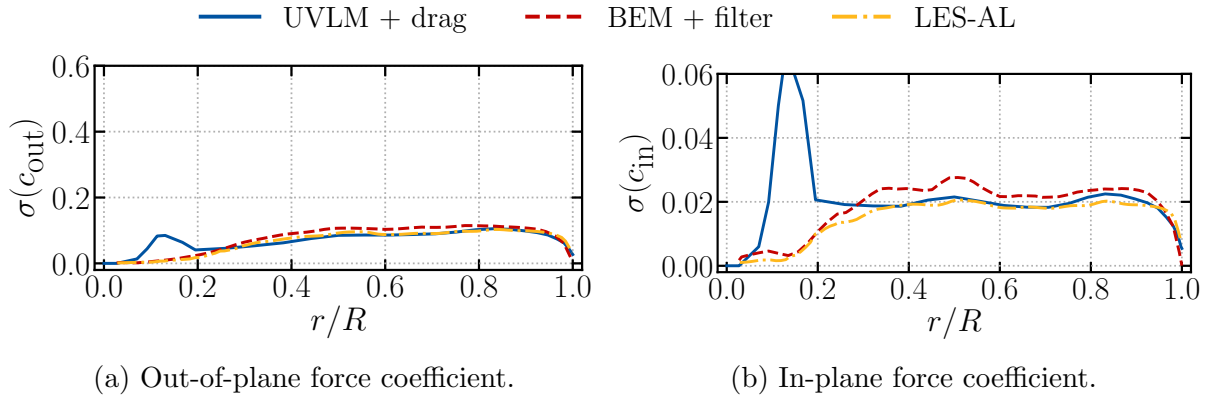 UVLM + drag BEM + filter LES-AL
0.6
0.4
0.2
0.0
σ(c_out)
0.0 0.2 0.4 0.6 0.8 1.0
r/R
(a) Out-of-plane force coefficient.
0.06
0.04
0.02
0.00
σ(c_in)
0.0 0.2 0.4 0.6 0.8 1.0
r/R
(b) In-plane force coefficient.